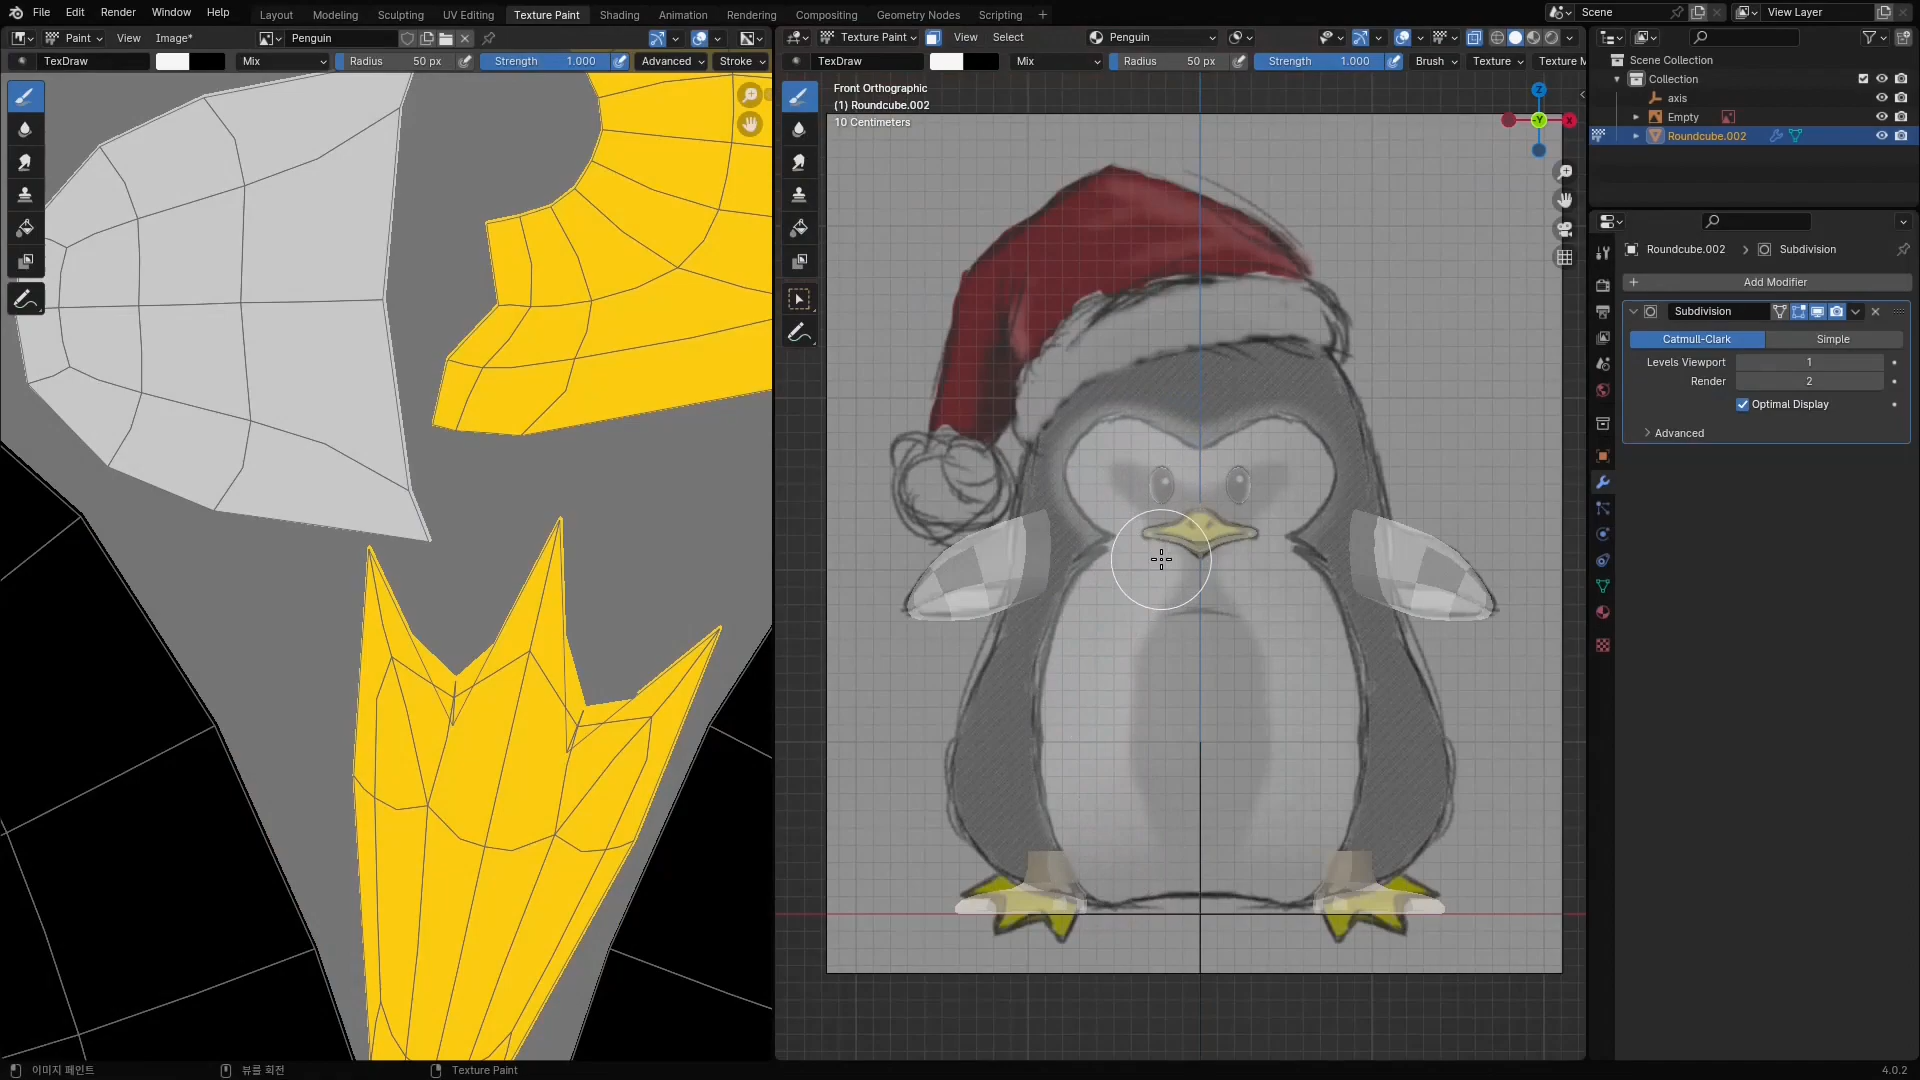 File Edit Render Window Help
Layout Modeling Sculpting UV Editing Texture Paint Shading Animation Rendering Compositing Geometry Nodes Scripting
Scene
View Layer
Paint View Image* Penguin
Texture Paint View Select Penguin
TexDraw Mix Radius 50 px Strength 1.000 Advanced Stroke
TexDraw Mix Radius 50 px Strength 1.000 Brush Texture Texture M
Front Orthographic
(1) Roundcube.002
10 Centimeters
Z
-Y
X
Scene Collection
Collection
axis
Empty
Roundcube.002
Roundcube.002 Subdivision
Add Modifier
Subdivision
Catmull-Clark Simple
Levels Viewport 1
Render 2
Optimal Display
Advanced
이미지 페인트
뷰를 회전
Texture Paint
4.0.2